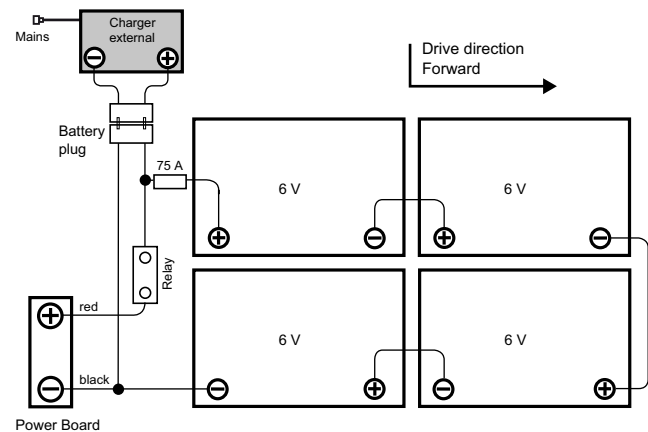 Charger
external
Mains
Drive direction
Forward
Battery
plug
75 A
6 V
6 V
Relay
red
6 V
6 V
black
Power Board